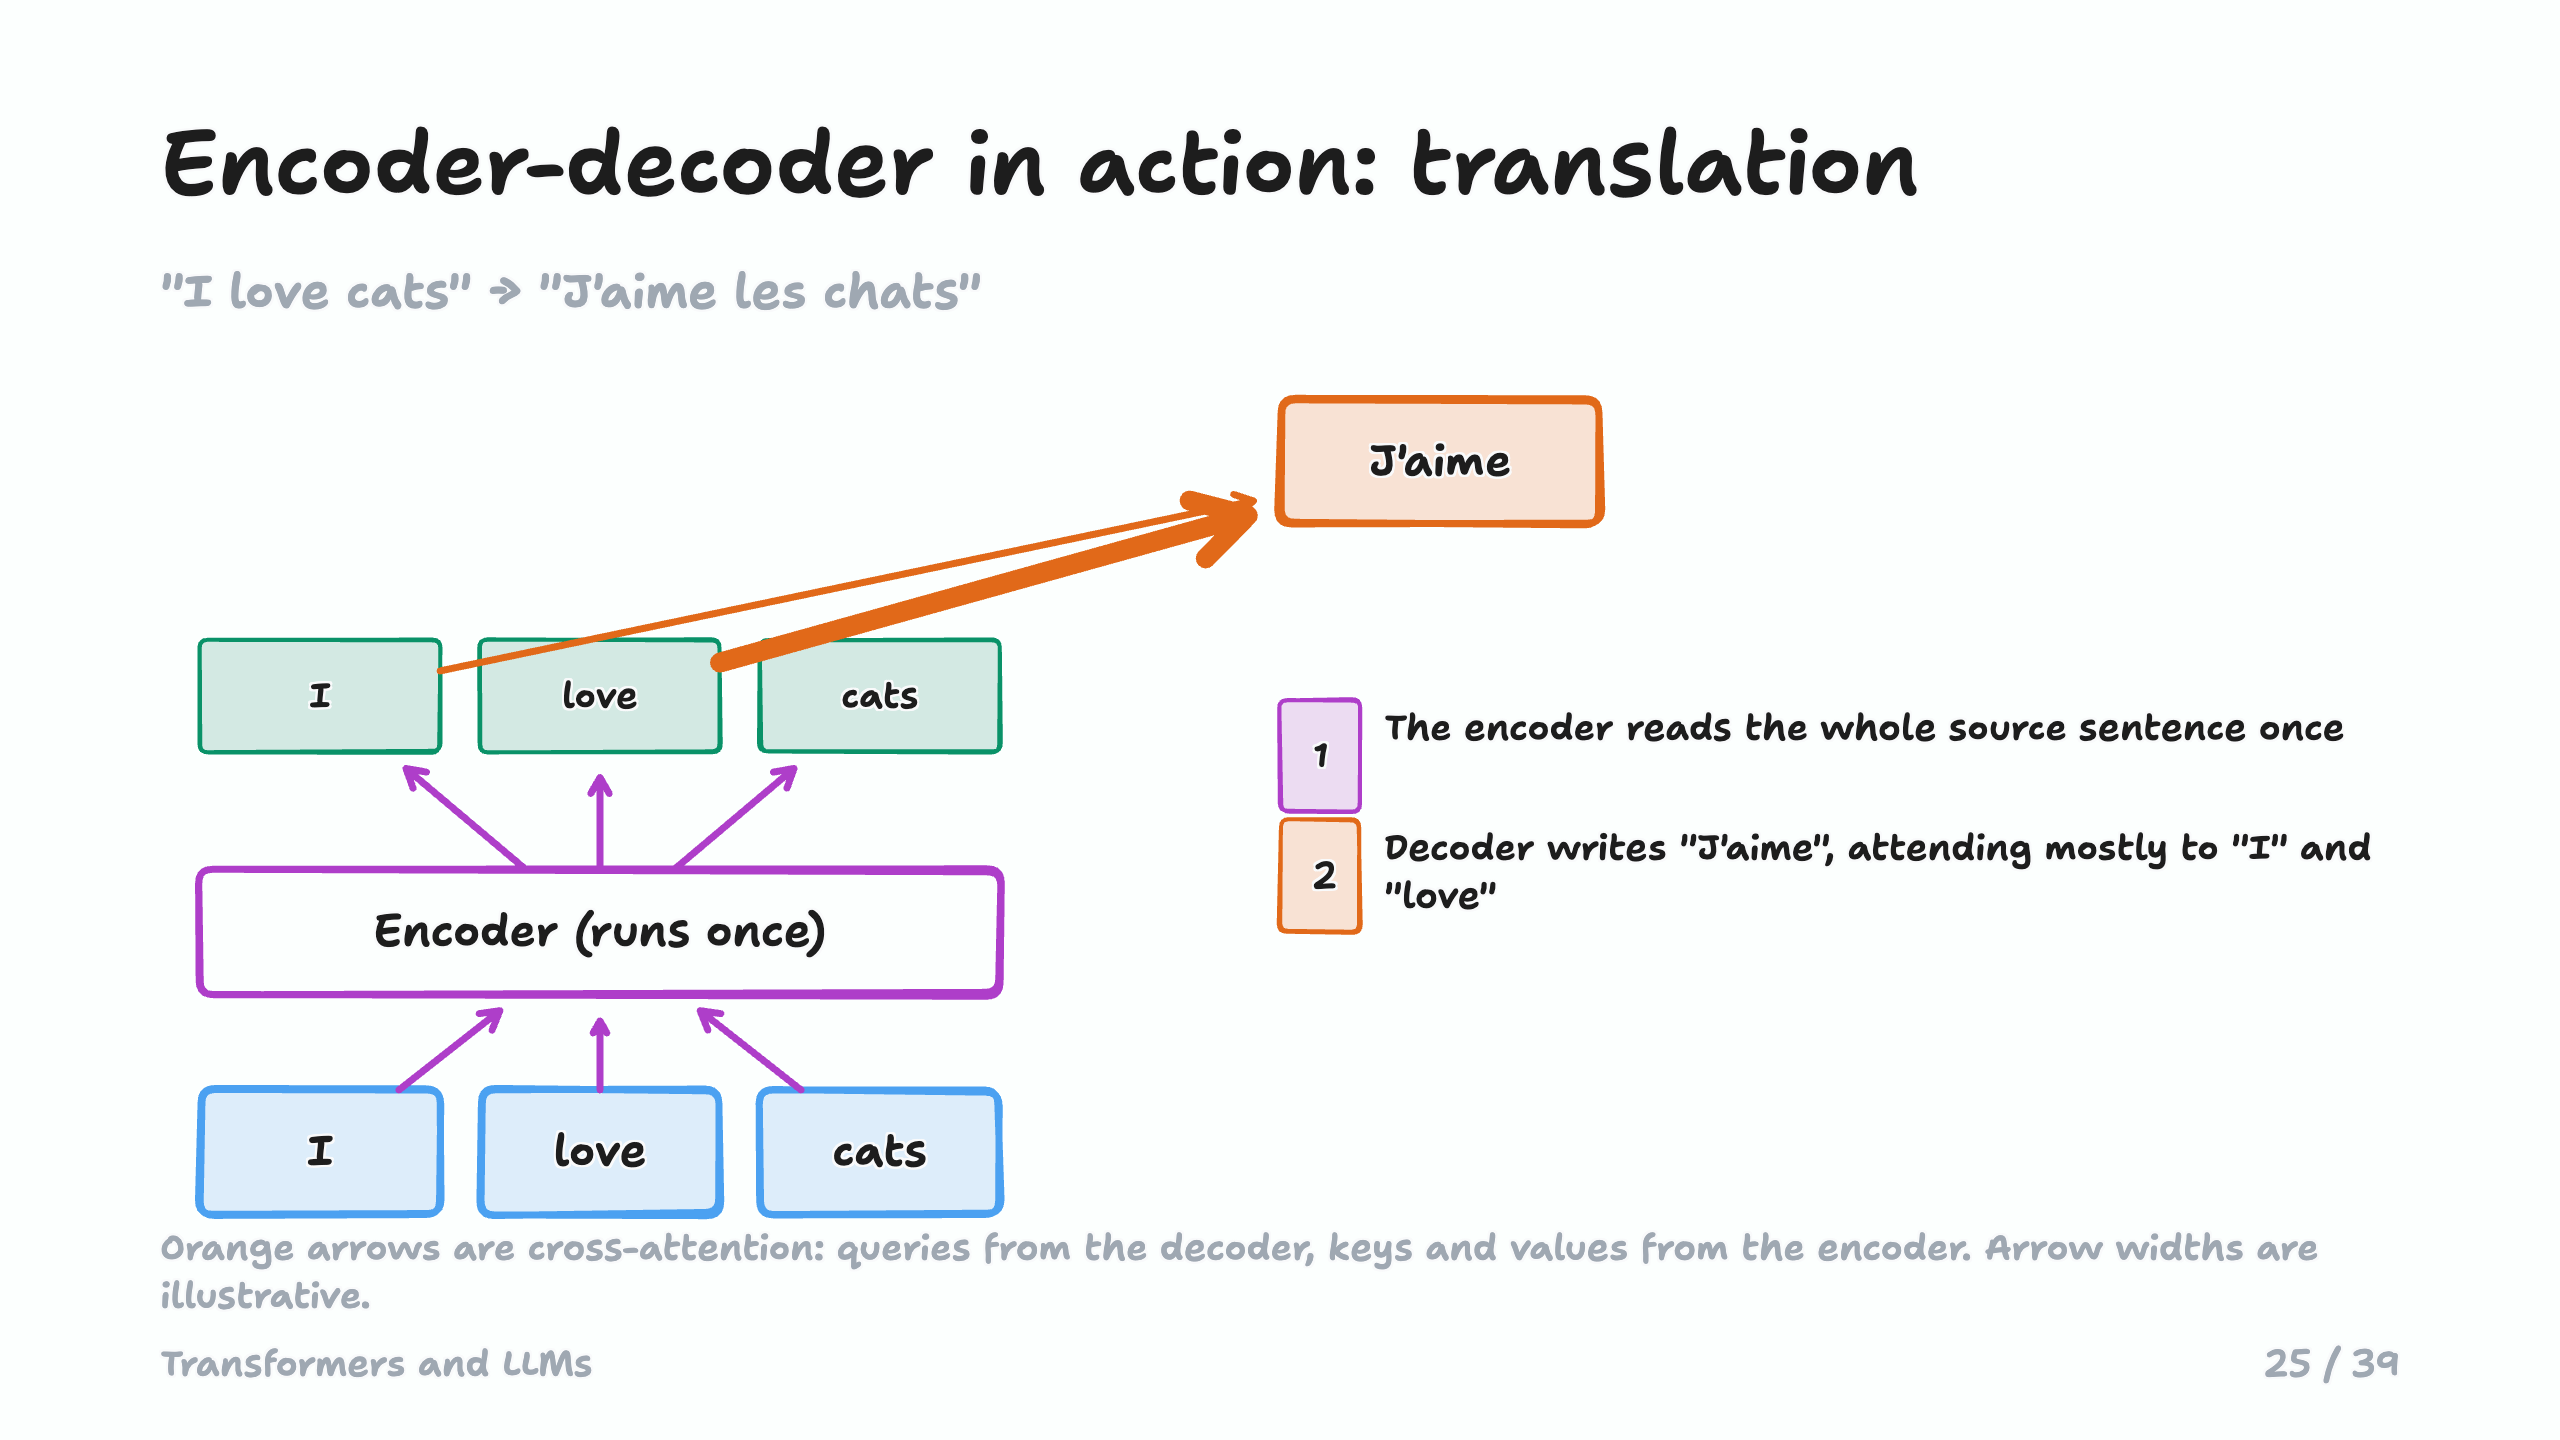 Encoder-decoder in action: translation
"I love cats" → "J'aime les chats"
J'aime
I
love
cats
1
The encoder reads the whole source sentence once
2
Decoder writes "J'aime", attending mostly to "I" and
"love"
Encoder (runs once)
I
love
cats
Orange arrows are cross-attention: queries from the decoder, keys and values from the encoder. Arrow widths are
illustrative.
Transformers and LLMs
25 / 39